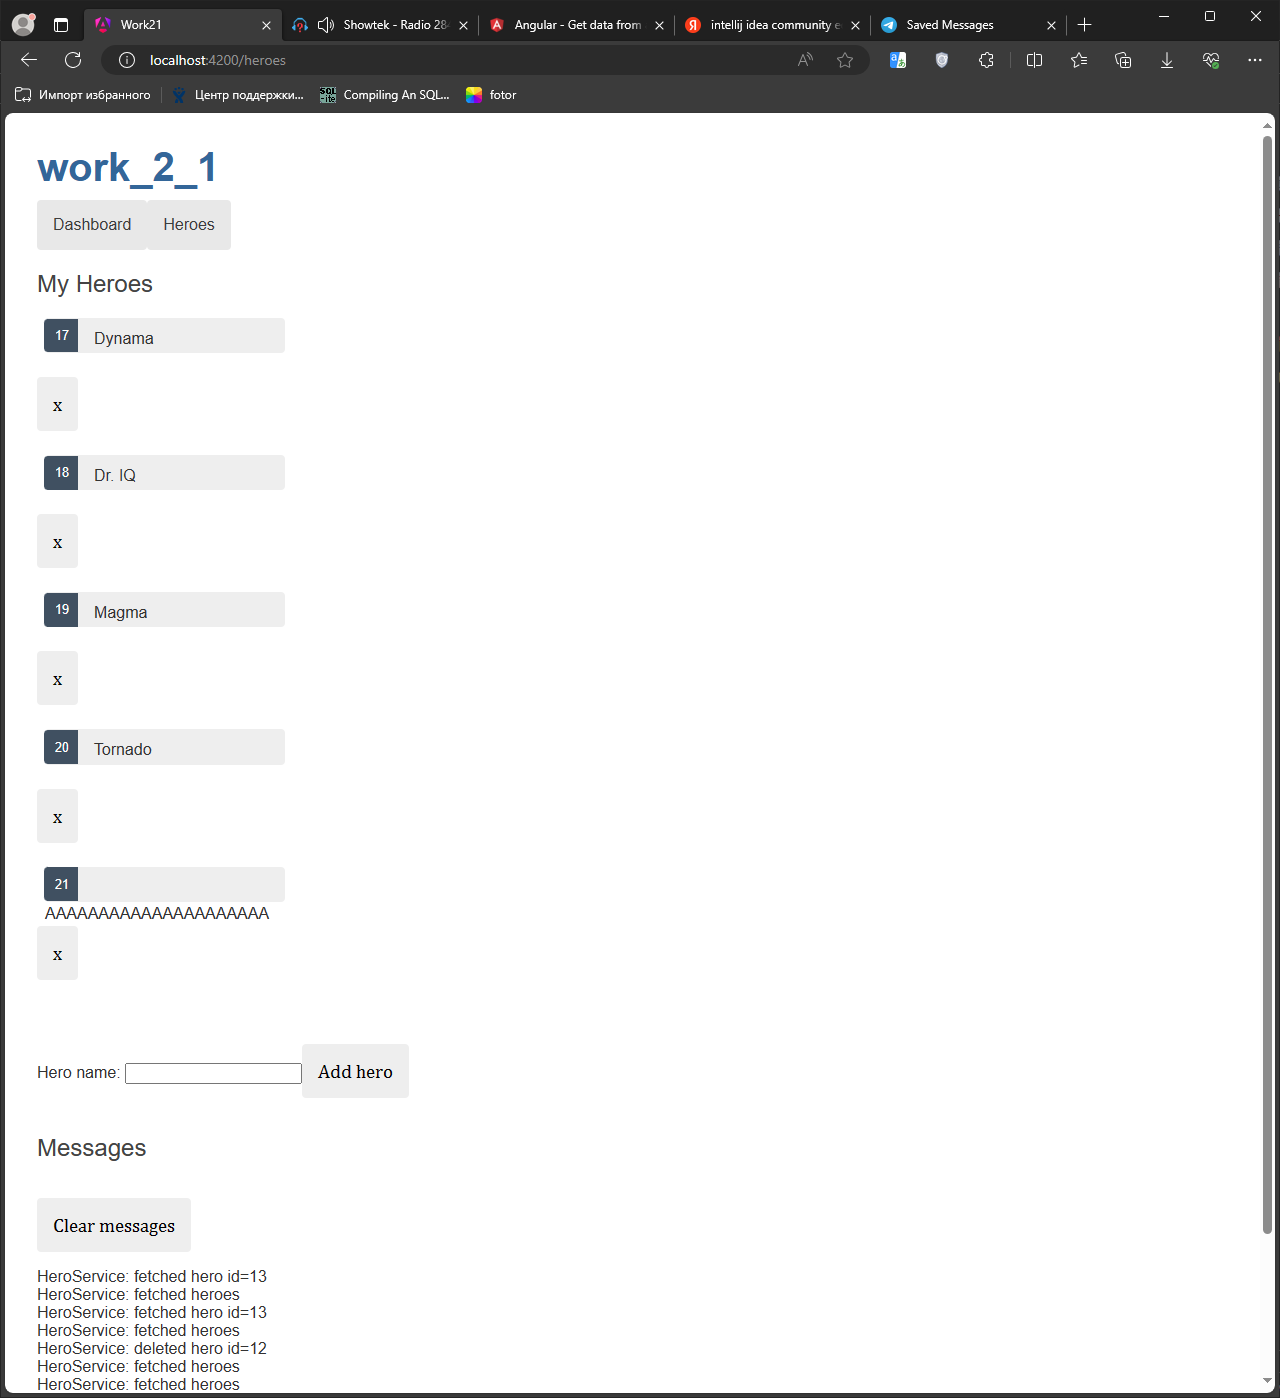 Work21
Showtek - Radio 28
Angular - Get data from
intellij idea community e
Saved Messages
localhost:4200/heroes
Импорт избранного
Центр поддержки...
Compiling An SQL...
fotor
work_2_1
Dashboard
Heroes
My Heroes
17 Dynama
x
18 Dr. IQ
x
19 Magma
x
20 Tornado
x
21
AAAAAAAAAAAAAAAAAAAAA
x
Hero name:
Add hero
Messages
Clear messages
HeroService: fetched hero id=13
HeroService: fetched heroes
HeroService: fetched hero id=13
HeroService: fetched heroes
HeroService: deleted hero id=12
HeroService: fetched heroes
HeroService: fetched heroes